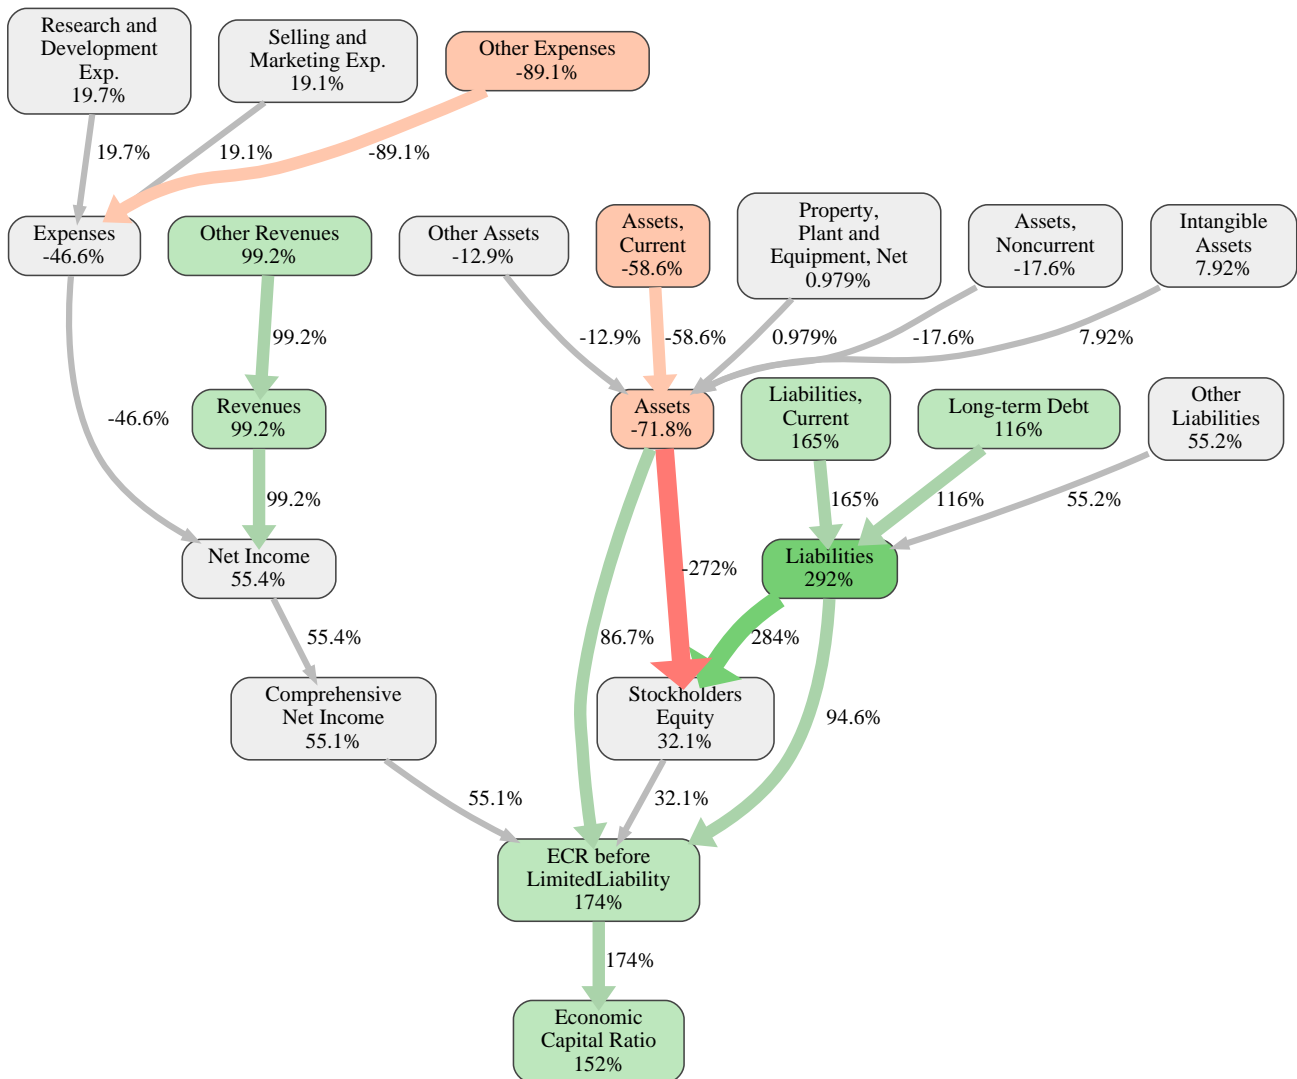 Research and
Development
Exp.
19.7%
Selling and
Marketing Exp.
19.1%
Other Expenses
-89.1%
19.7%
19.1%
-89.1%
Expenses
-46.6%
Other Revenues
99.2%
Other Assets
-12.9%
Assets,
Current
-58.6%
Property,
Plant and
Equipment, Net
0.979%
Assets,
Noncurrent
-17.6%
Intangible
Assets
7.92%
99.2%
-12.9%
-58.6%
0.979%
-17.6%
7.92%
-46.6%
Revenues
99.2%
Assets
-71.8%
Liabilities,
Current
165%
Long-term Debt
116%
Other
Liabilities
55.2%
99.2%
165%
116%
55.2%
Net Income
55.4%
-272%
Liabilities
292%
55.4%
86.7%
284%
Comprehensive
Net Income
55.1%
Stockholders
Equity
32.1%
94.6%
55.1%
32.1%
ECR before
LimitedLiability
174%
174%
Economic
Capital Ratio
152%